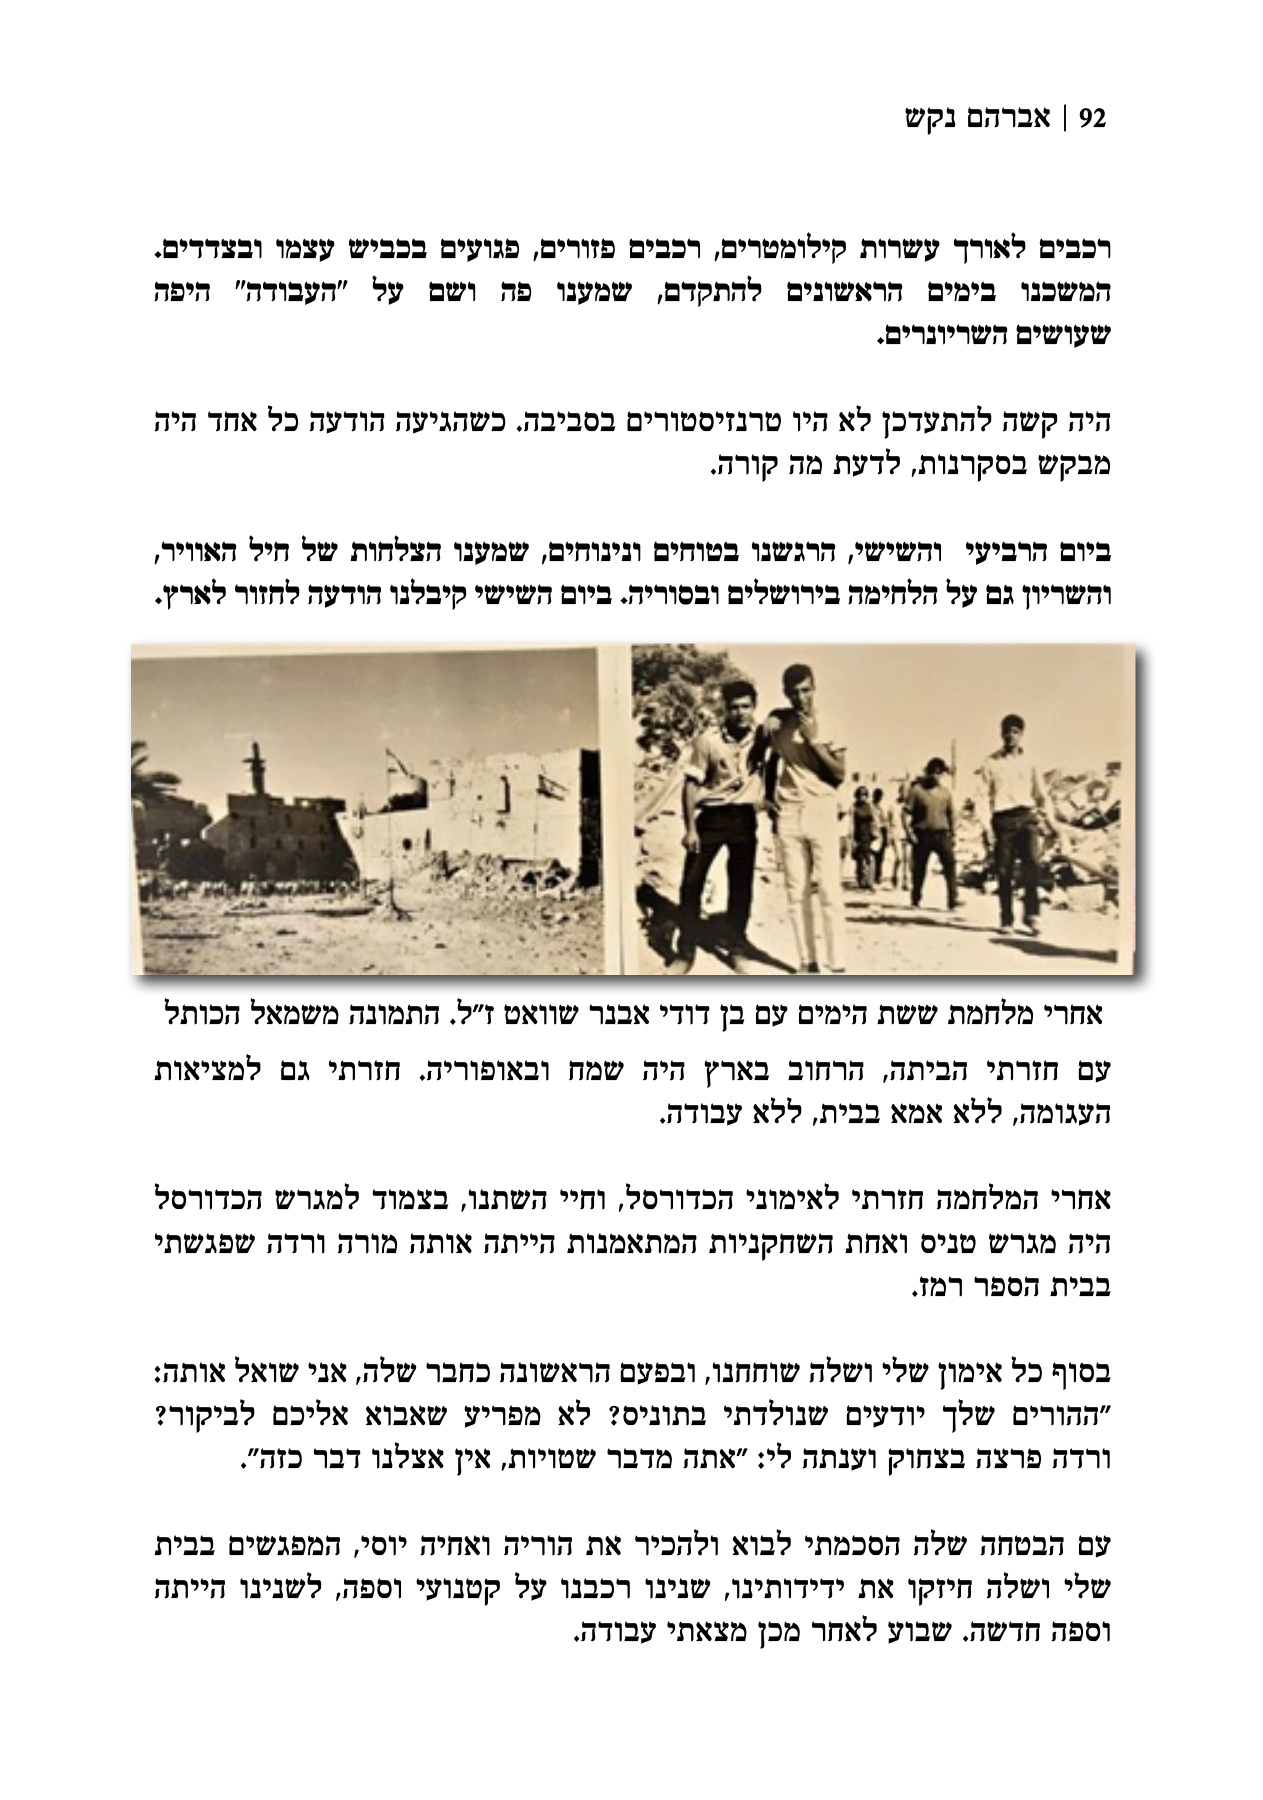 92 | אברהם נקש
רכבים לאורך עשרות קילומטרים, רכבים פזורים, פגועים בכביש עצמו ובצדדים.
המשכנו בימים הראשונים להתקדם, שמענו פה ושם על "העבודה" היפה
שעושים השריונרים.
היה קשה להתעדכן לא היו טרנזיסטורים בסביבה. כשהגיעה הודעה כל אחד היה
מבקש בסקרנות, לדעת מה קורה.
ביום הרביעי והשישי, הרגשנו בטוחים ונינוחים, שמענו הצלחות של חיל האוויר,
והשריון גם על הלחימה בירושלים ובסוריה. ביום השישי קיבלנו הודעה לחזור לארץ.
אחרי מלחמת ששת הימים עם בן דודי אבנר שוואט ז"ל. התמונה משמאל הכותל
עם חזרתי הביתה, הרחוב בארץ היה שמח ובאופוריה. חזרתי גם למציאות
העגומה, ללא אמא בבית, ללא עבודה.
אחרי המלחמה חזרתי לאימוני הכדורסל, וחיי השתנו, בצמוד למגרש הכדורסל
היה מגרש טניס ואחת השחקניות המתאמנות הייתה אותה מורה ורדה שפגשתי
בבית הספר רמז.
בסוף כל אימון שלי ושלה שוחחנו, ובפעם הראשונה כחבר שלה, אני שואל אותה:
"ההורים שלך יודעים שנולדתי בתוניס? לא מפריע שאבוא אליכם לביקור?
ורדה פרצה בצחוק וענתה לי: "אתה מדבר שטויות, אין אצלנו דבר כזה".
עם הבטחה שלה הסכמתי לבוא ולהכיר את הוריה ואחיה יוסי, המפגשים בבית
שלי ושלה חיזקו את ידידותינו, שנינו רכבנו על קטנועי וספה, לשנינו הייתה
וספה חדשה. שבוע לאחר מכן מצאתי עבודה.